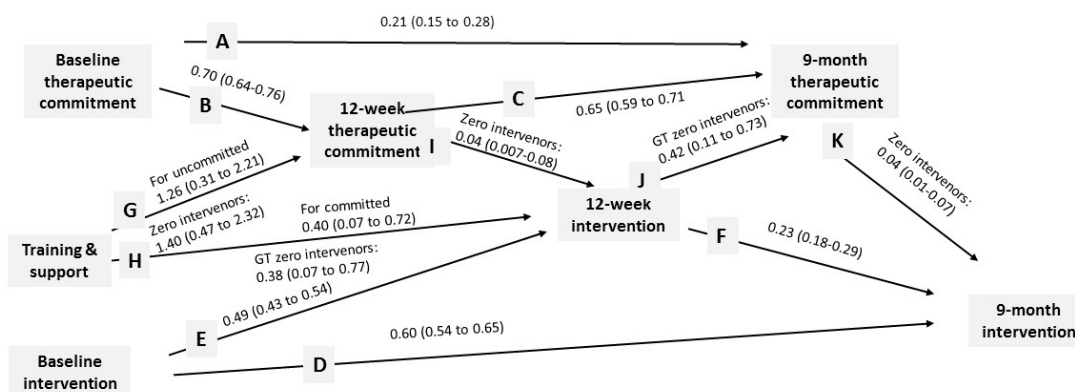 0.21 (0.15 to 0.28)
A
Baseline
therapeutic
commitment
9-month
therapeutic
commitment
0.70 (0.64-0.76)
B
C
0.65 (0.59 to 0.71
12-week
therapeutic
commitment
I
Zero intervenors:
0.04 (0.007-0.08)
GT zero intervenors:
0.42 (0.11 to 0.73)
J
K
Zero intervenors:
0.04 (0.01-0.07)
For uncommitted
1.26 (0.31 to 2.21)
G
Zero intervenors:
1.40 (0.47 to 2.32)
For committed
0.40 (0.07 to 0.72)
12-week
intervention
Training &
support
H
F
0.23 (0.18-0.29)
GT zero intervenors:
0.38 (0.07 to 0.77)
0.49 (0.43 to 0.54)
E
0.60 (0.54 to 0.65)
D
9-month
intervention
Baseline
intervention